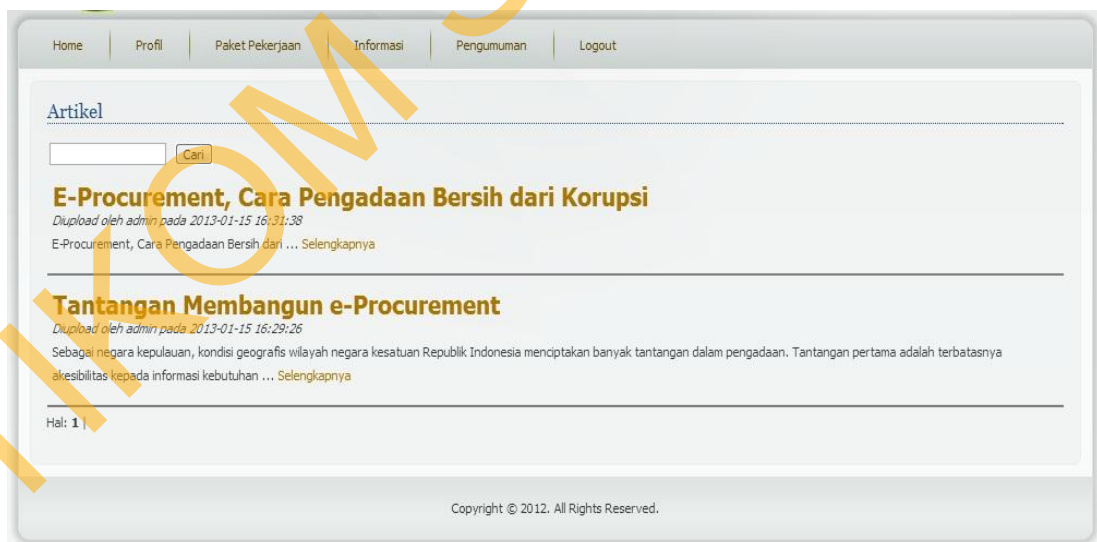 Home Profil Paket Pekerjaan Informasi Pengumuman Logout
Artikel
Cari
E-Procurement, Cara Pengadaan Bersih dari Korupsi
Diupload oleh admin pada 2013-01-15 16:31:38
E-Procurement, Cara Pengadaan Bersih dari ... Selengkapnya
Tantangan Membangun e-Procurement
Diupload oleh admin pada 2013-01-15 16:29:26
Sebagai negara kepulauan, kondisi geografis wilayah negara kesatuan Republik Indonesia menciptakan banyak tantangan dalam pengadaan. Tantangan pertama adalah terbatasnya
akesibilitas kepada informasi kebutuhan ... Selengkapnya
Hal: 1 |
Copyright © 2012. All Rights Reserved.
IKOM